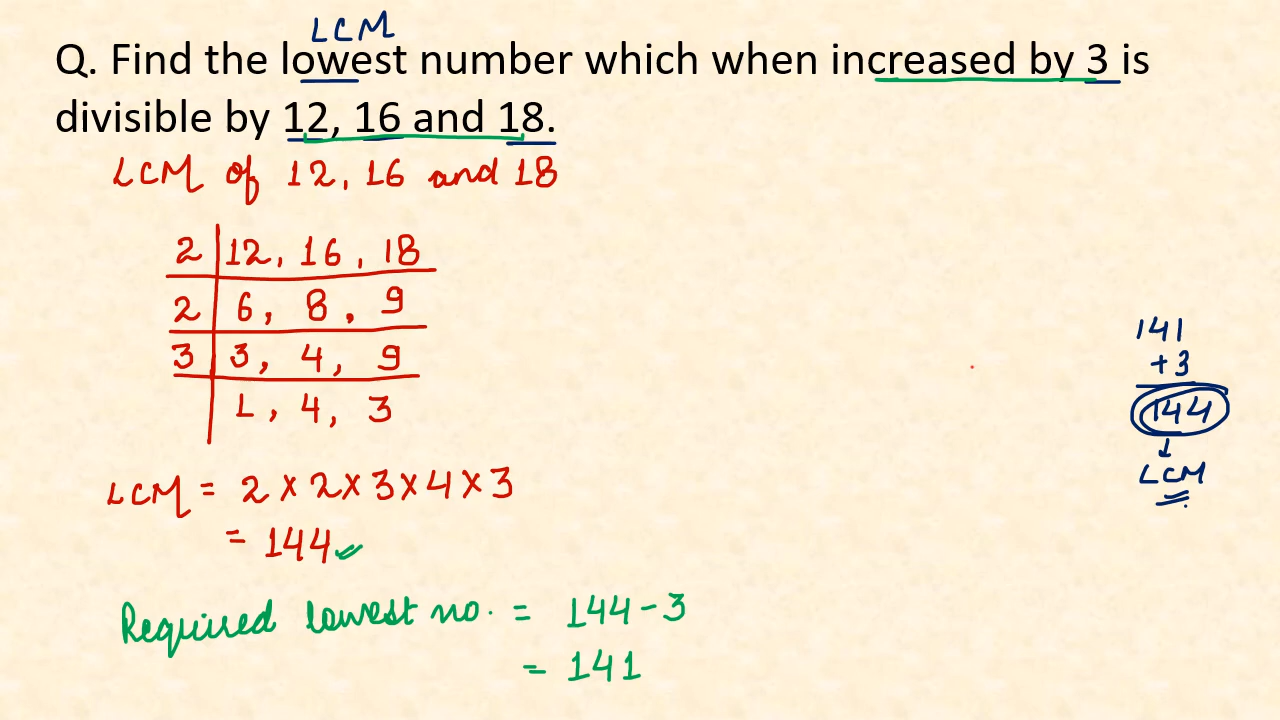 LCM
Q. Find the lowest number which when increased by 3 is
divisible by 12, 16 and 18.
LCM of 12, 16 and 18
2 | 12, 16, 18
2 | 6, 8, 9
3 | 3, 4, 9
1, 4, 3
LCM = 2 × 2 × 3 × 4 × 3
= 144
Required lowest no. = 144 - 3
= 141
141
+ 3
144
↓
LCM